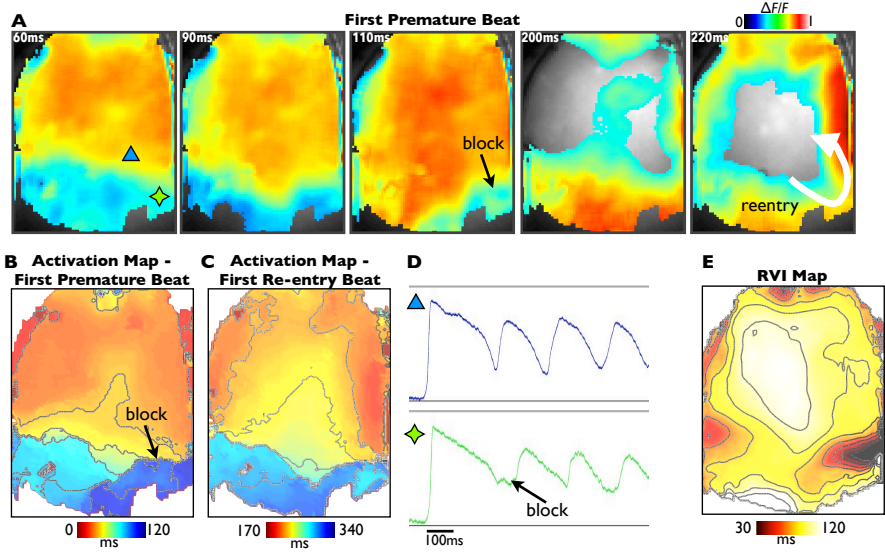 A
First Premature Beat
ΔF/F
0
1
60ms
90ms
110ms
200ms
220ms
block
reentry
B
Activation Map -
First Premature Beat
block
0
120
ms
C
Activation Map -
First Re-entry Beat
170
340
ms
D
block
100ms
E
RVI Map
30
120
ms